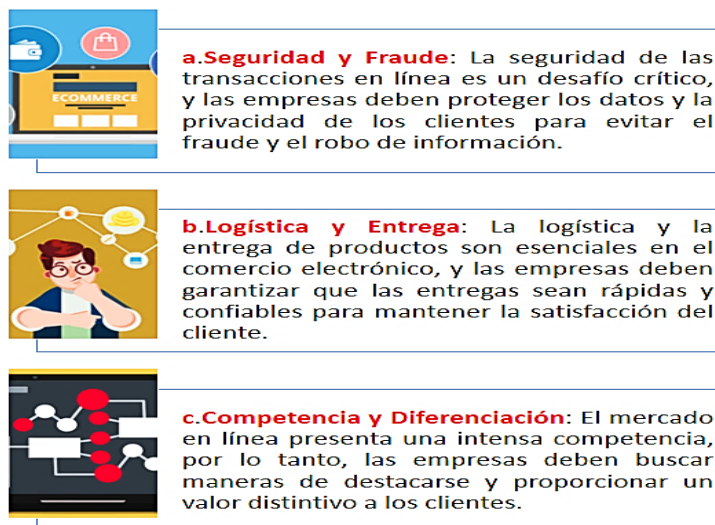 ECOMMERCE
a.Seguridad y Fraude: La seguridad de las
transacciones en línea es un desafío crítico,
y las empresas deben proteger los datos y la
privacidad de los clientes para evitar el
fraude y el robo de información.
b.Logística y Entrega: La logística y la
entrega de productos son esenciales en el
comercio electrónico, y las empresas deben
garantizar que las entregas sean rápidas y
confiables para mantener la satisfacción del
cliente.
c.Competencia y Diferenciación: El mercado
en línea presenta una intensa competencia,
por lo tanto, las empresas deben buscar
maneras de destacarse y proporcionar un
valor distintivo a los clientes.